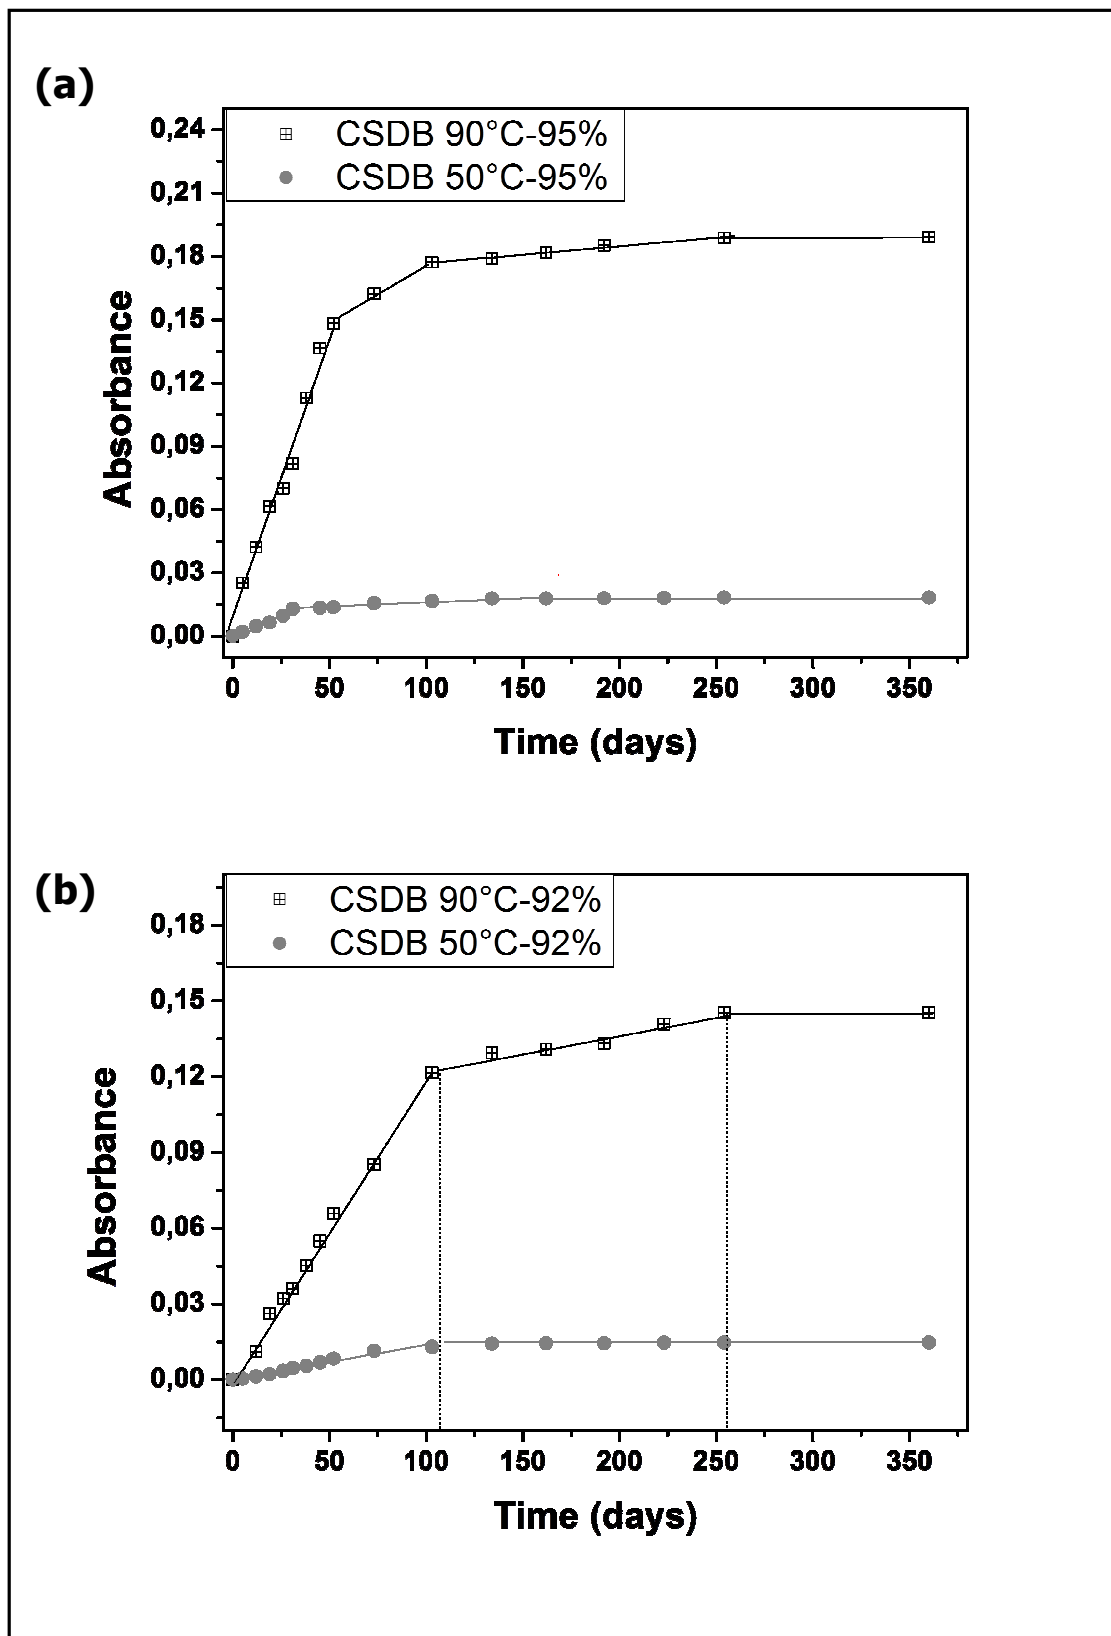 (a)
CSDB 90°C-95%
CSDB 50°C-95%
0,24
0,21
0,18
0,15
0,12
0,09
0,06
0,03
0,00
Absorbance
0 50 100 150 200 250 300 350
Time (days)
(b)
CSDB 90°C-92%
CSDB 50°C-92%
0,18
0,15
0,12
0,09
0,06
0,03
0,00
Absorbance
0 50 100 150 200 250 300 350
Time (days)